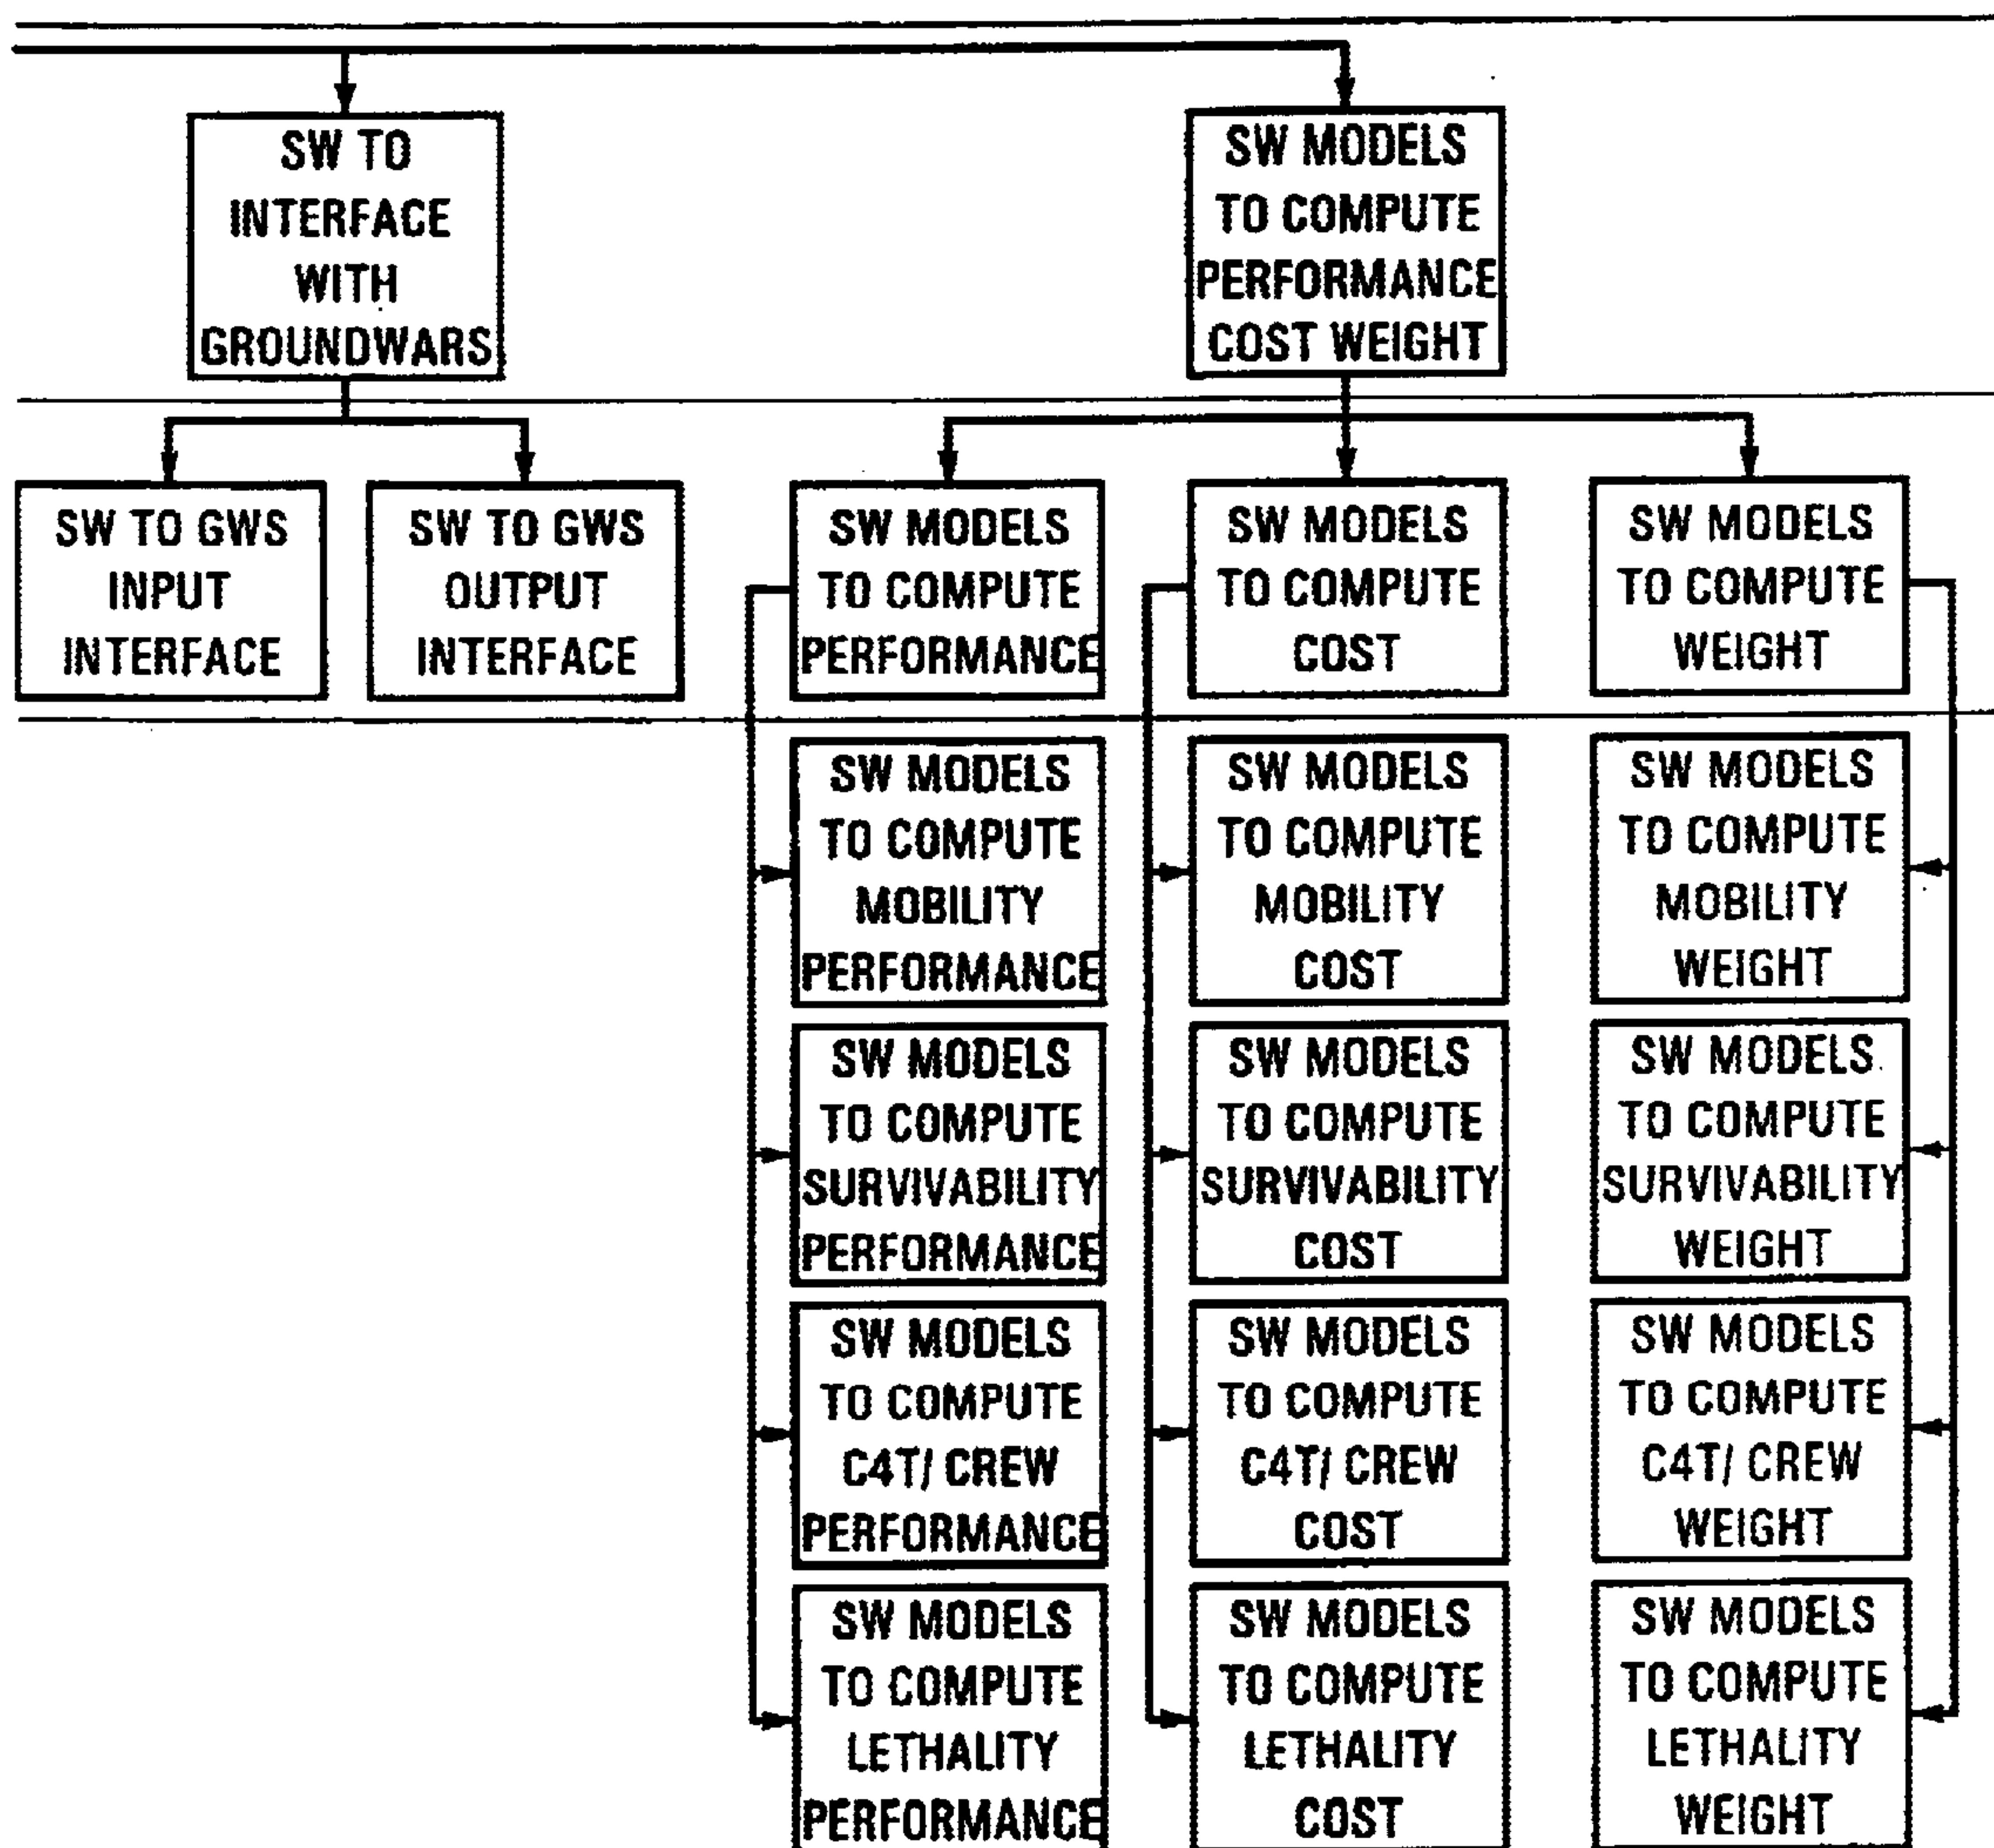 SW TO
INTERFACE
WITH
GROUNDWARS
SW MODELS
TO COMPUTE
PERFORMANCE
COST WEIGHT
SW TO GWS
INPUT
INTERFACE
SW TO GWS
OUTPUT
INTERFACE
SW MODELS
TO COMPUTE
PERFORMANCE
SW MODELS
TO COMPUTE
COST
SW MODELS
TO COMPUTE
WEIGHT
SW MODELS
TO COMPUTE
MOBILITY
PERFORMANCE
SW MODELS
TO COMPUTE
MOBILITY
COST
SW MODELS
TO COMPUTE
MOBILITY
WEIGHT
SW MODELS
TO COMPUTE
SURVIVABILITY
PERFORMANCE
SW MODELS
TO COMPUTE
SURVIVABILITY
COST
SW MODELS
TO COMPUTE
SURVIVABILITY
WEIGHT
SW MODELS
TO COMPUTE
C4T/ CREW
PERFORMANCE
SW MODELS
TO COMPUTE
C4T/ CREW
COST
SW MODELS
TO COMPUTE
C4T/ CREW
WEIGHT
SW MODELS
TO COMPUTE
LETHALITY
PERFORMANCE
SW MODELS
TO COMPUTE
LETHALITY
COST
SW MODELS
TO COMPUTE
LETHALITY
WEIGHT